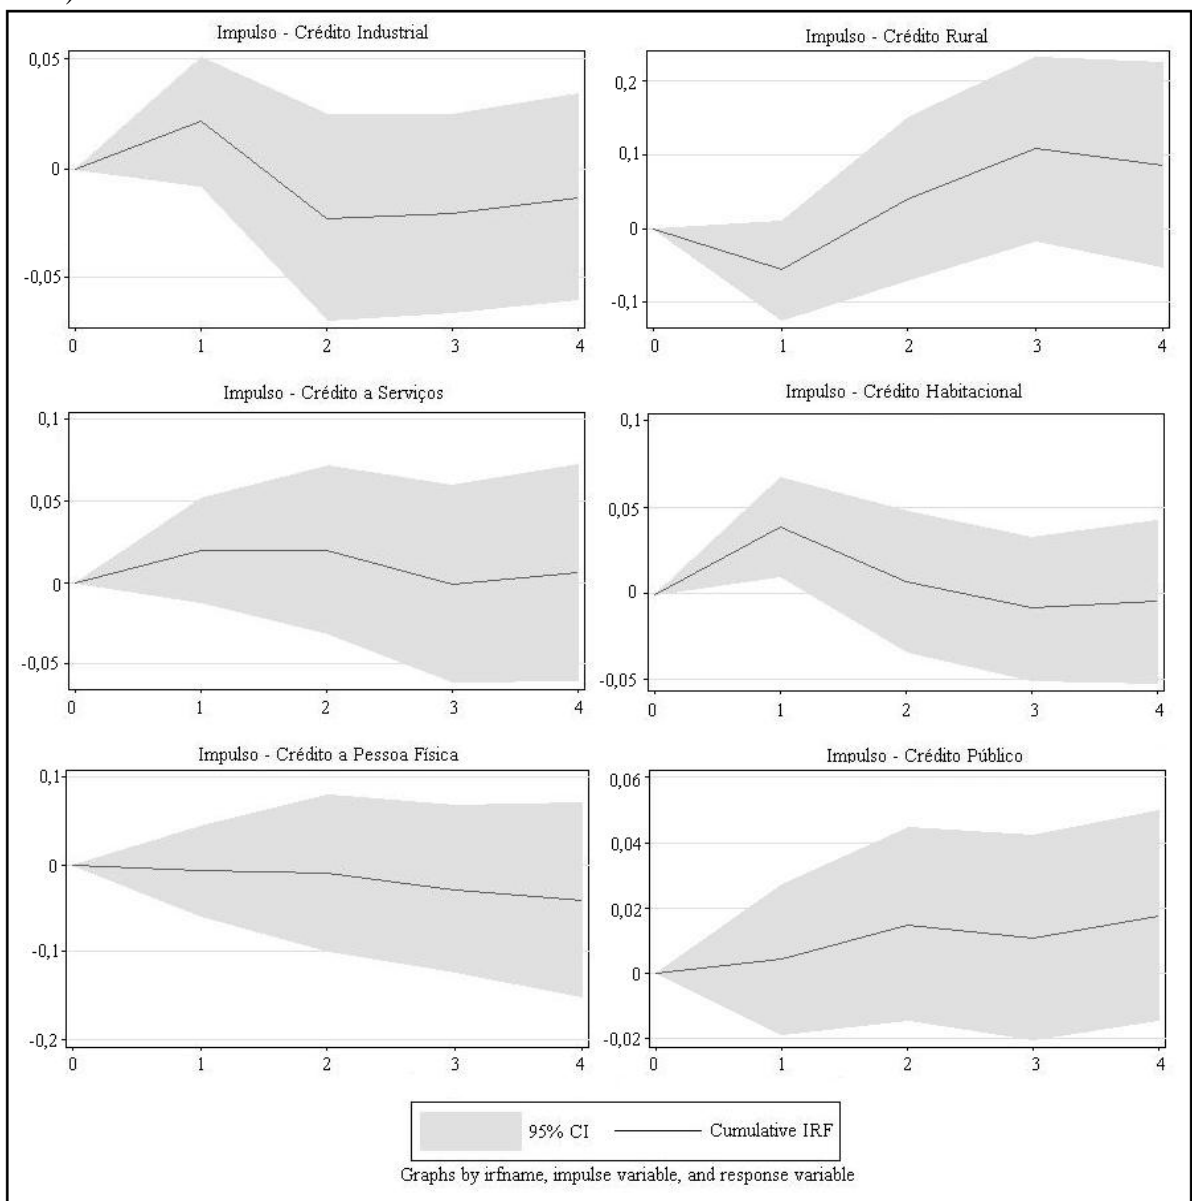 )
Impulso - Crédito Industrial
0,05
0
-0,05
0 1 2 3 4
Impulso - Crédito Rural
0,2
0,1
0
-0,1
0 1 2 3 4
Impulso - Crédito a Serviços
0,1
0,05
0
-0,05
0 1 2 3 4
Impulso - Crédito Habitacional
0,1
0,05
0
-0,05
0 1 2 3 4
Impulso - Crédito a Pessoa Física
0,1
0
-0,1
-0,2
0 1 2 3 4
Impulso - Crédito Público
0,06
0,04
0,02
0
-0,02
0 1 2 3 4
95% CI Cumulative IRF
Graphs by irfname, impulse variable, and response variable